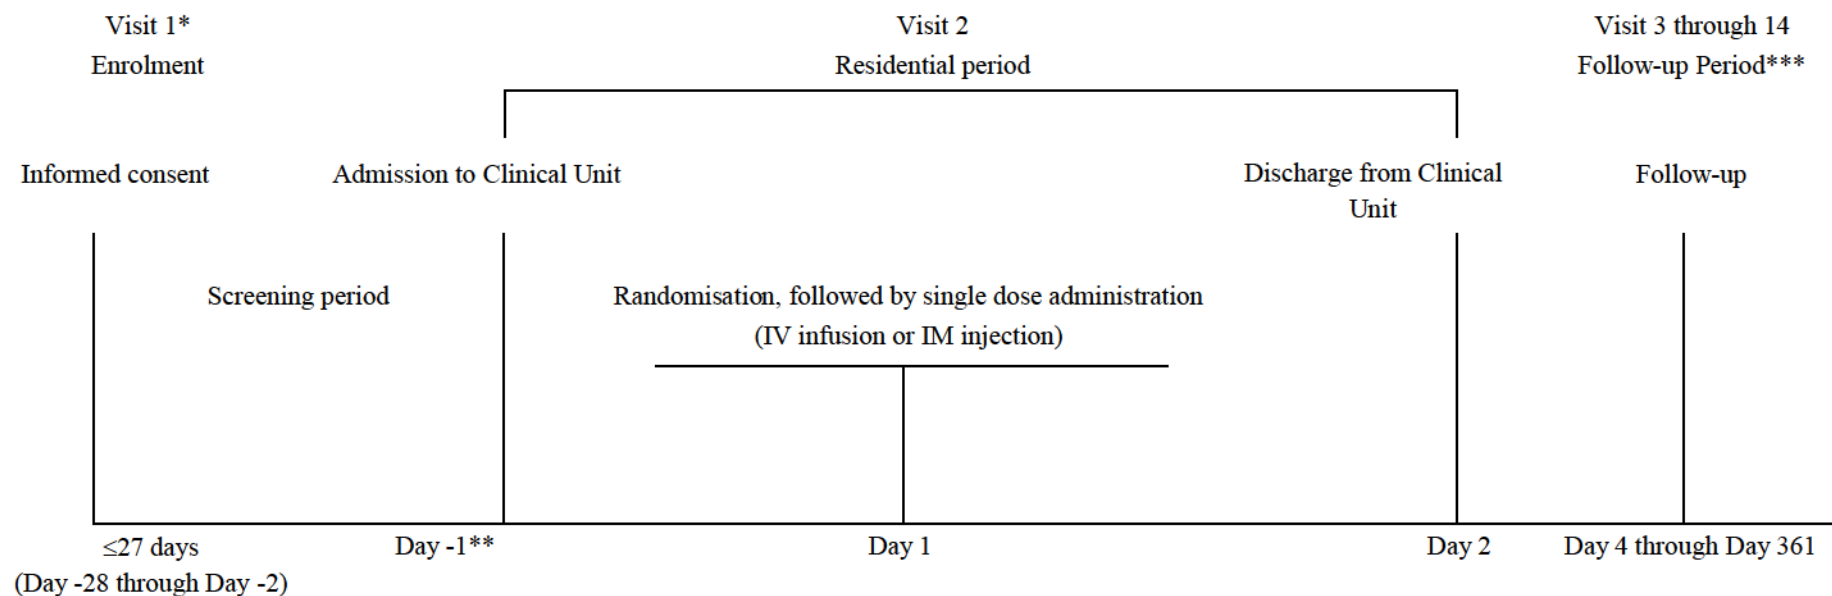 Visit 1*
Enrolment
Visit 2
Residential period
Visit 3 through 14
Follow-up Period***
Informed consent
Admission to Clinical Unit
Discharge from Clinical
Unit
Follow-up
Screening period
Randomisation, followed by single dose administration
(IV infusion or IM injection)
≤27 days
(Day -28 through Day -2)
Day -1**
Day 1
Day 2
Day 4 through Day 361